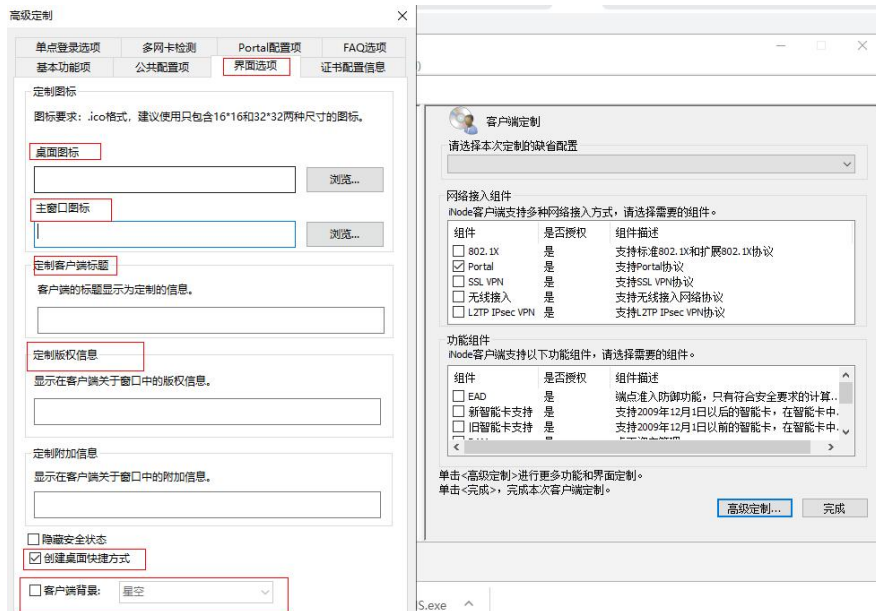 高级定制
单点登录选项 多网卡检测 Portal配置项 FAQ选项
基本功能项 公共配置项 界面选项 证书配置信息
定制图标
图标要求：.ico格式，建议使用只包含16*16和32*32两种尺寸的图标。
桌面图标
浏览...
主窗口图标
浏览...
定制客户端标题
客户端的标题显示为定制的信息。
定制版权信息
显示在客户端关于窗口中的版权信息。
定制附加信息
显示在客户端关于窗口中的附加信息。
隐藏安全状态
创建桌面快捷方式
客户端背景: 星空
客户端定制
请选择本次定制的缺省配置
网络接入组件
iNode客户端支持多种网络接入方式，请选择需要的组件。
组件 是否授权 组件描述
802.1X 是 支持标准802.1X和扩展802.1X协议
Portal 是 支持Portal协议
SSL VPN 是 支持SSL VPN协议
无线接入 是 支持无线接入网络协议
L2TP IPsec VPN 是 支持L2TP IPsec VPN协议
功能组件
iNode客户端支持以下功能组件，请选择需要的组件。
组件 是否授权 组件描述
EAD 是 端点准入防御功能，只有符合安全要求的计算..
新智能卡支持 是 支持2009年12月1日以后的智能卡，在智能卡中.
旧智能卡支持 是 支持2009年12月1日以前的智能卡，在智能卡中.
单击<高级定制>进行更多功能和界面定制。
单击<完成>，完成本次客户端定制。
高级定制... 完成
S.exe